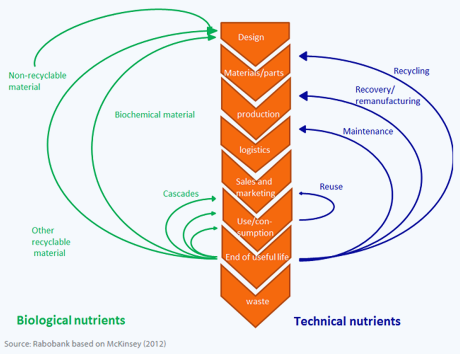 Design
Non-recyclable
material
Materials/parts
Recycling
Recovery/
remanufacturing
Biochemical material
production
Maintenance
logistics
Sales and
marketing
Cascades
Reuse
Use/con-
sumption
Other
recyclable
material
End of useful life
waste
Biological nutrients
Technical nutrients
Source: Rabobank based on McKinsey (2012)